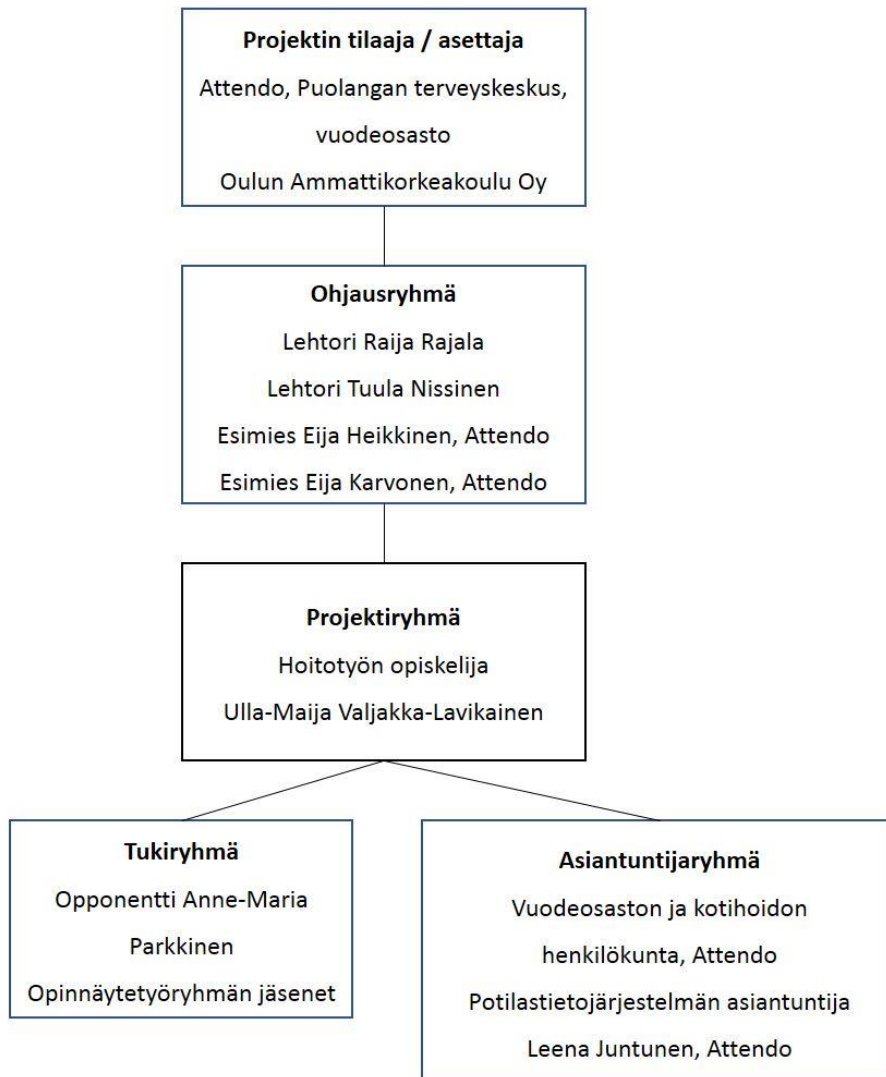 Projektin tilaaja / asettaja
Attendo, Puolangan terveyskeskus,
vuodeosasto
Oulun Ammattikorkeakoulu Oy
Ohjausryhmä
Lehtori Raija Rajala
Lehtori Tuula Nissinen
Esimies Eija Heikkinen, Attendo
Esimies Eija Karvonen, Attendo
Projektiryhmä
Hoitotyön opiskelija
Ulla-Maija Valjakka-Lavikainen
Tukiryhmä
Opponentti Anne-Maria
Parkkinen
Opinnäytetyöryhmän jäsenet
Asiantuntijaryhmä
Vuodeosaston ja kotihoidon
henkilökunta, Attendo
Potilastietojärjestelmän asiantuntija
Leena Juntunen, Attendo